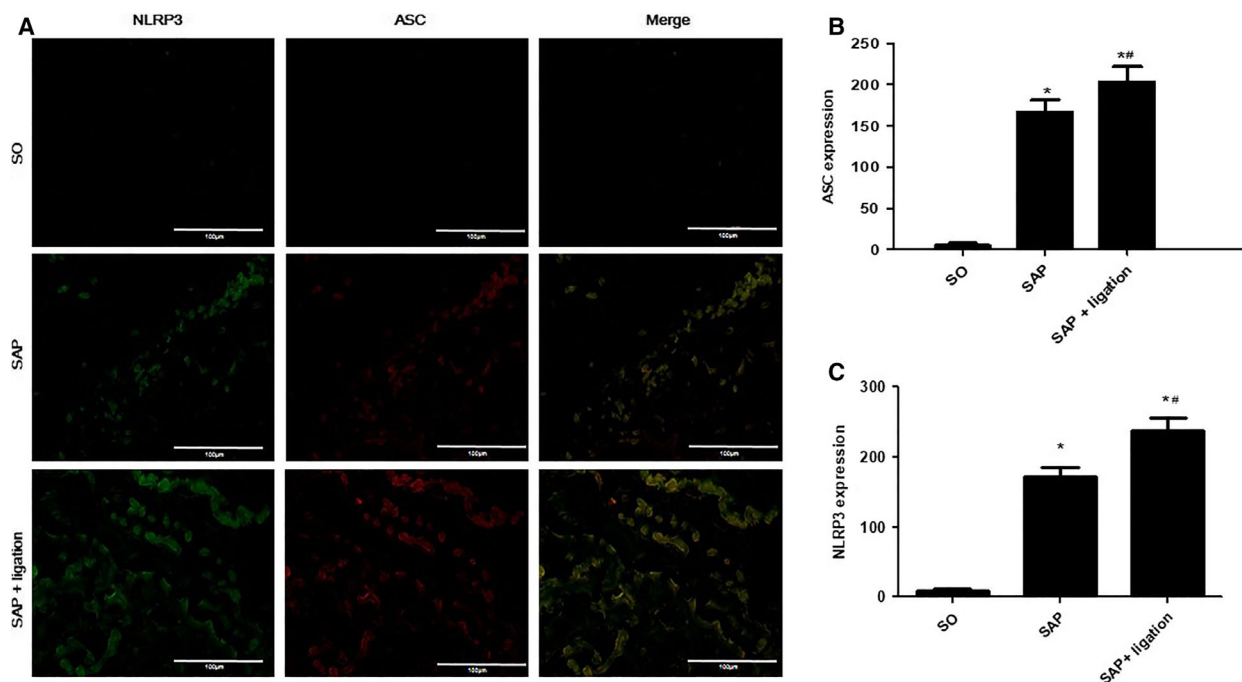 A
NLRP3
ASC
Merge
SO
100μm
100μm
100μm
SAP
100μm
100μm
100μm
SAP + ligation
100μm
100μm
100μm
B
ASC expression
250
200
150
100
50
0
*
*#
SO
SAP
SAP + ligation
C
NLRP3 expression
300
200
100
0
*
*#
SO
SAP
SAP+ ligation